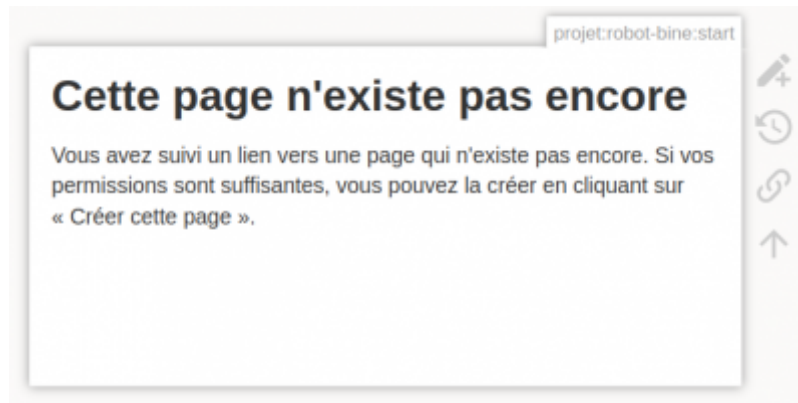 projet:robot-bine:start
Cette page n'existe pas encore
Vous avez suivi un lien vers une page qui n'existe pas encore. Si vos
permissions sont suffisantes, vous pouvez la créer en cliquant sur
« Créer cette page ».